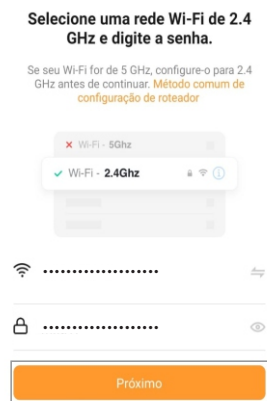 Selecione uma rede Wi-Fi de 2.4
GHz e digite a senha.
Se seu Wi-Fi for de 5 GHz, configure-o para 2.4
GHz antes de continuar. Método comum de
configuração de roteador
Wi-Fi - 5Ghz
Wi-Fi - 2.4Ghz
Próximo